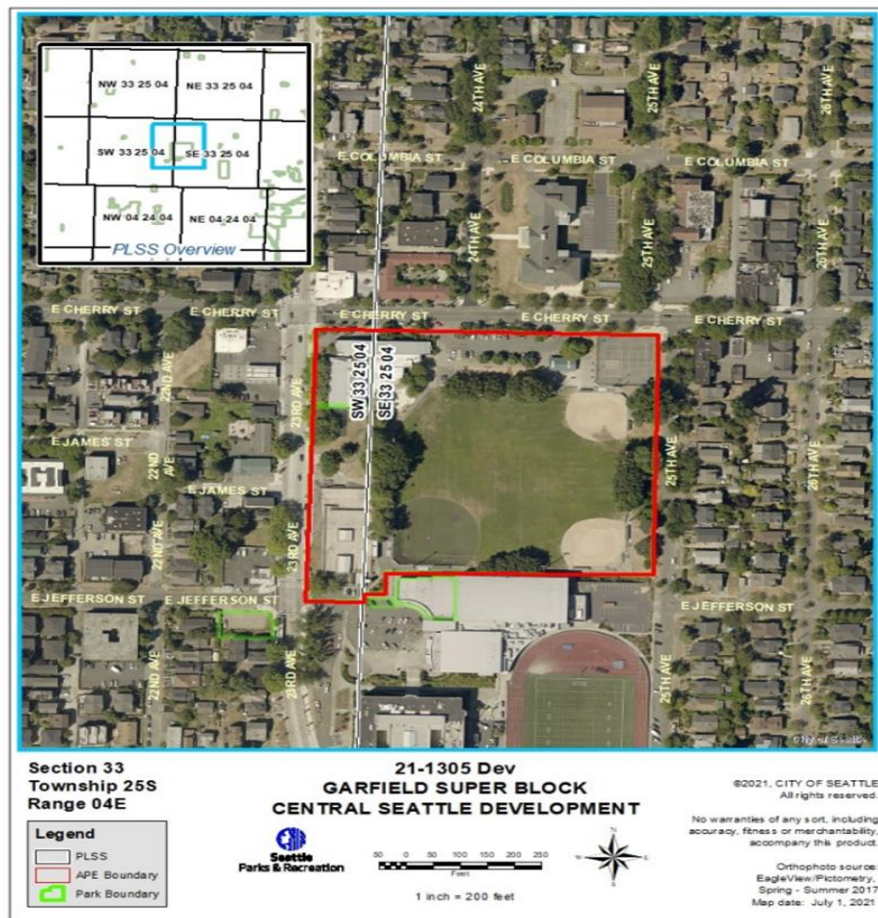 NW 33 25 04
NE 33 25 04
SW 33 25 04
SE 33 25 04
NW 04 24 04
NE 04 24 04
PLSS Overview
24TH AVE
25TH AVE
26TH AVE
E COLUMBIA ST
E COLUMBIA ST
E COLUMBIA ST
24TH AVE
25TH AVE
26TH AVE
E CHERRY ST
E CHERRY ST
E CHERRY ST
E CHERRY ST
22ND AVE
23RD AVE
SW 33 25 04
SE 33 25 04
E JAMES ST
22ND AVE
E JAMES ST
25TH AVE
26TH AVE
22ND AVE
23RD AVE
E JEFFERSON ST
E JEFFERSON ST
E JEFFERSON ST
22ND AVE
23RD AVE
25TH AVE
26TH AVE
City of Seattle
Section 33
Township 25S
Range 04E
Legend
PLSS
APE Boundary
Park Boundary
21-1305 Dev
GARFIELD SUPER BLOCK
CENTRAL SEATTLE DEVELOPMENT
Seattle
Parks & Recreation
50 0 50 100 150 200 250
Feet
1 inch = 200 feet
N
W
E
S
©2021, CITY OF SEATTLE
All rights reserved.
No warranties of any sort, including
accuracy, fitness or merchantability,
accompany this product.
Orthophoto source:
EagleView/Pictometry,
Spring - Summer 2017
Map date: July 1, 2021